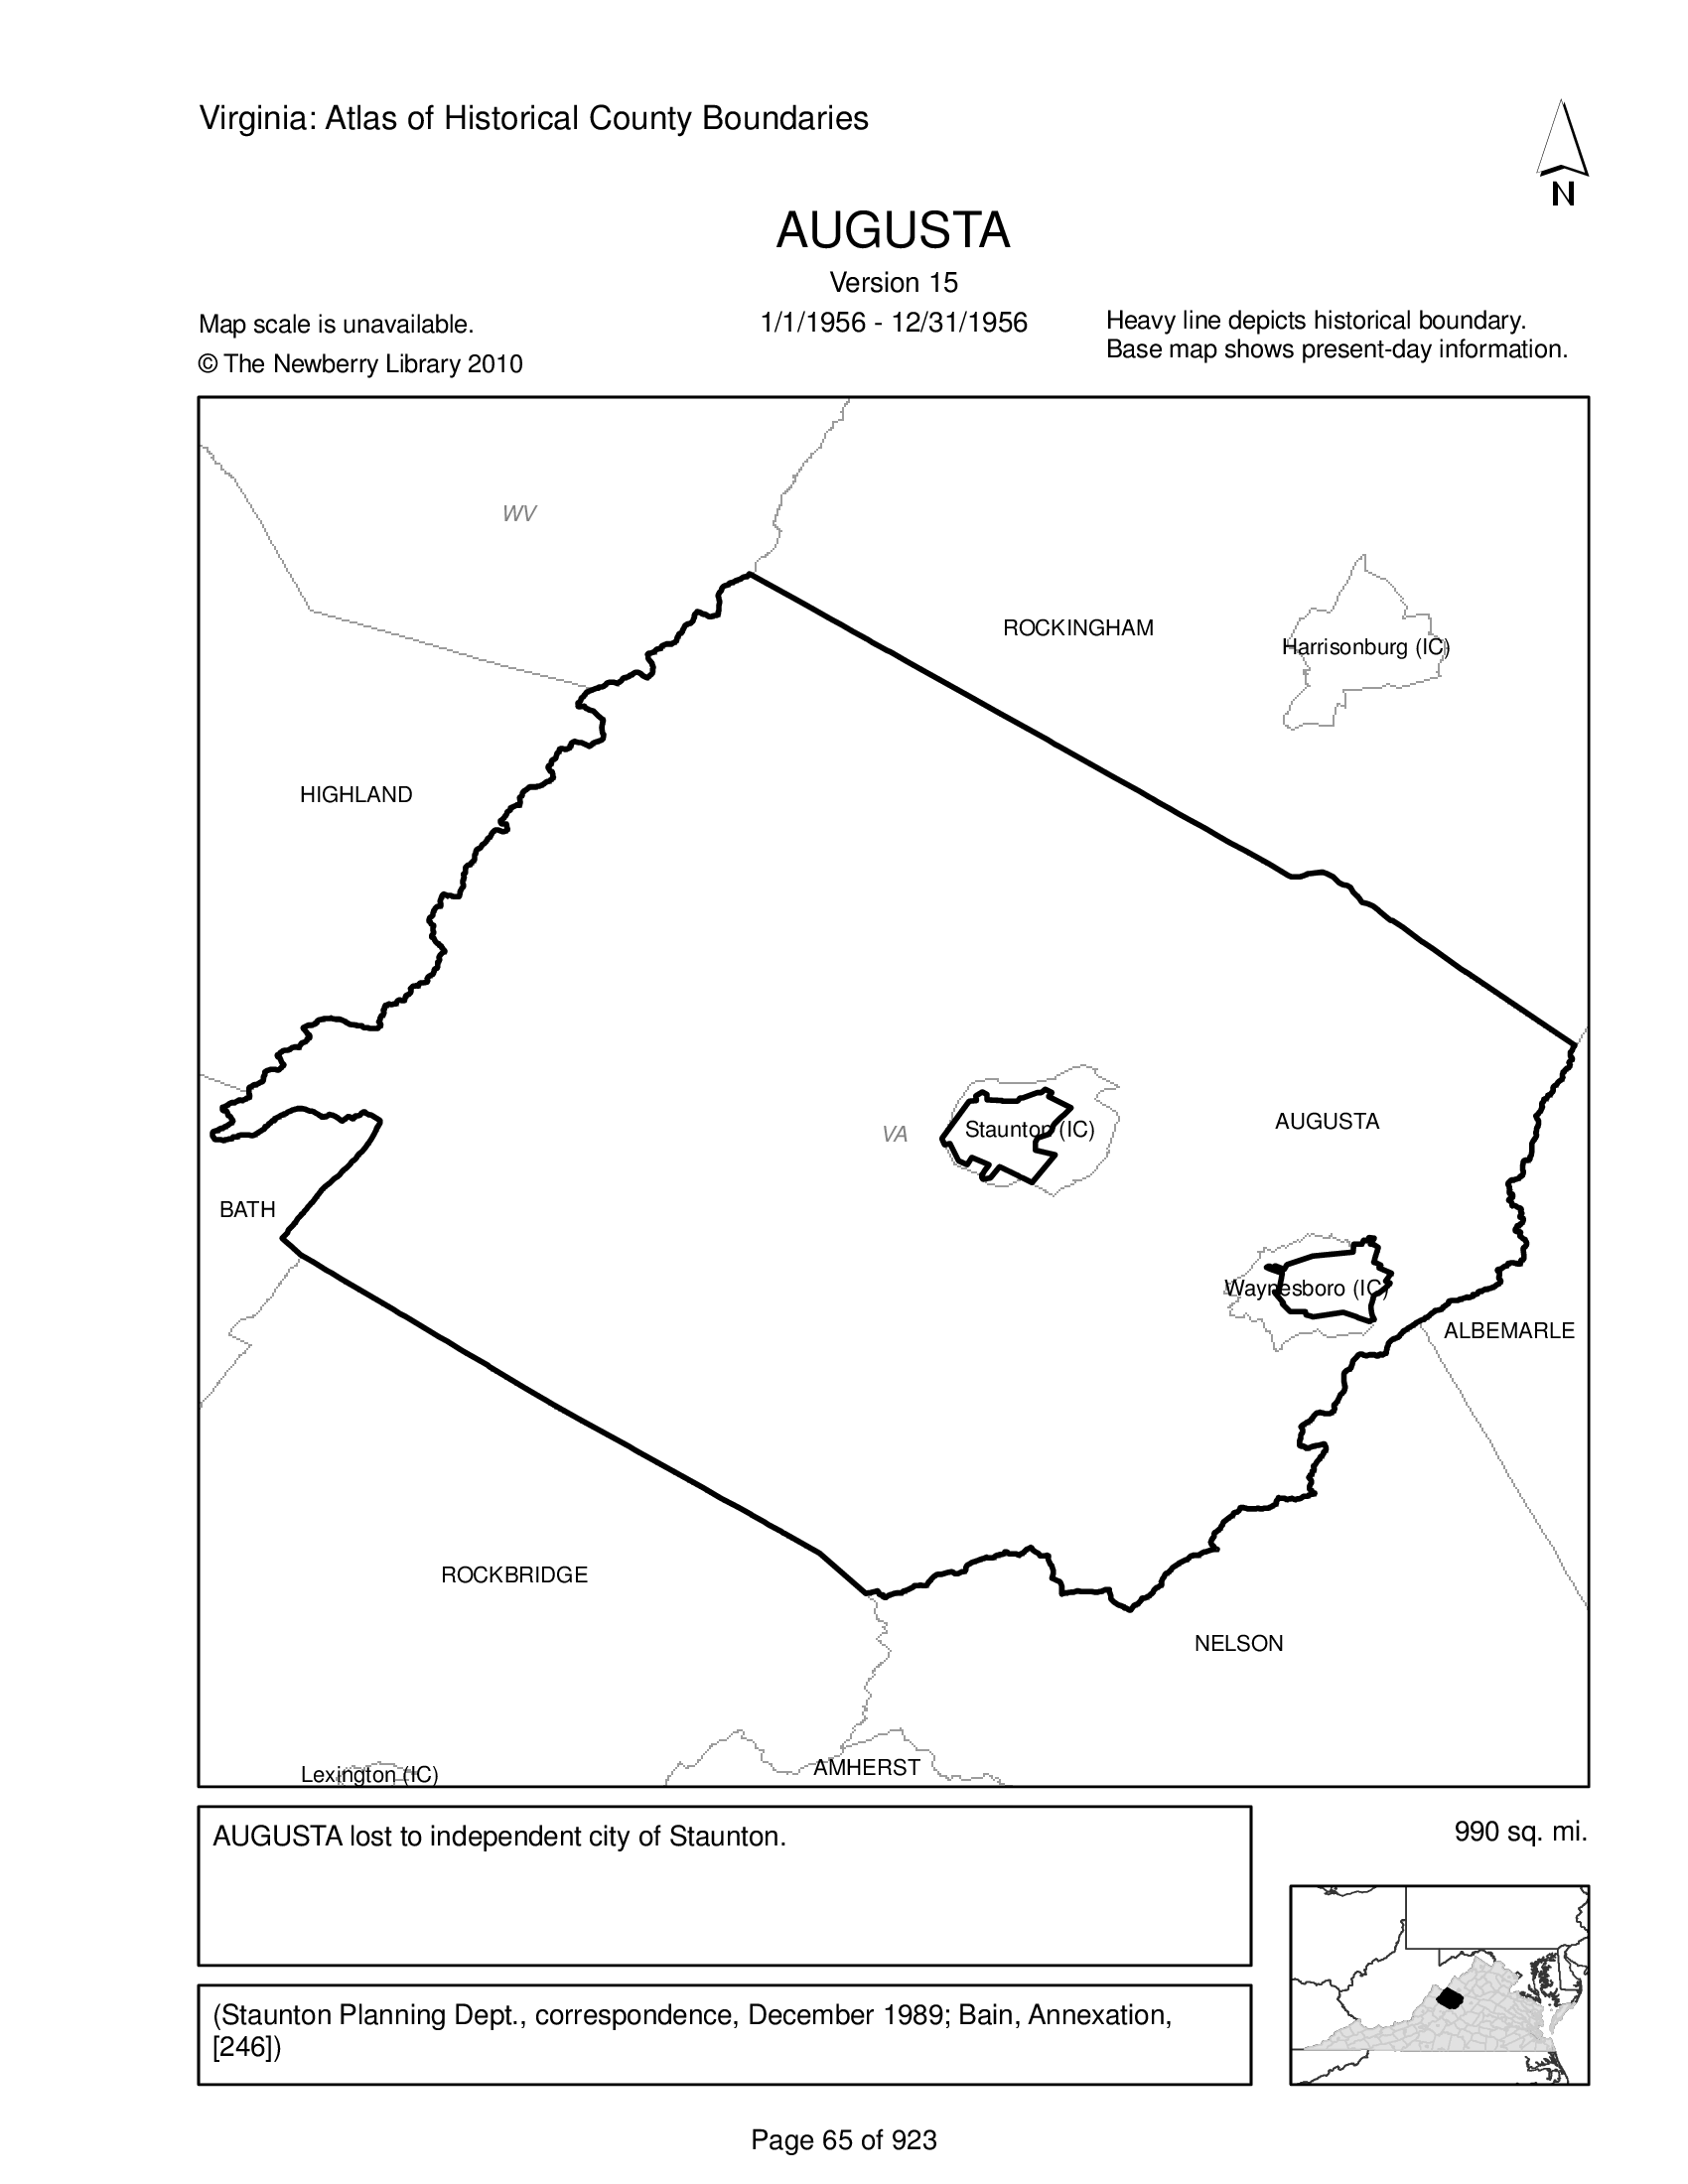 Virginia: Atlas of Historical County Boundaries
N
AUGUSTA
Version 15
1/1/1956 - 12/31/1956
Map scale is unavailable.
© The Newberry Library 2010
Heavy line depicts historical boundary.
Base map shows present-day information.
WV
ROCKINGHAM
Harrisonburg (IC)
HIGHLAND
VA
Staunton (IC)
AUGUSTA
BATH
Waynesboro (IC)
ALBEMARLE
ROCKBRIDGE
NELSON
AMHERST
Lexington (IC)
AUGUSTA lost to independent city of Staunton.
990 sq. mi.
(Staunton Planning Dept., correspondence, December 1989; Bain, Annexation,
[246])
Page 65 of 923